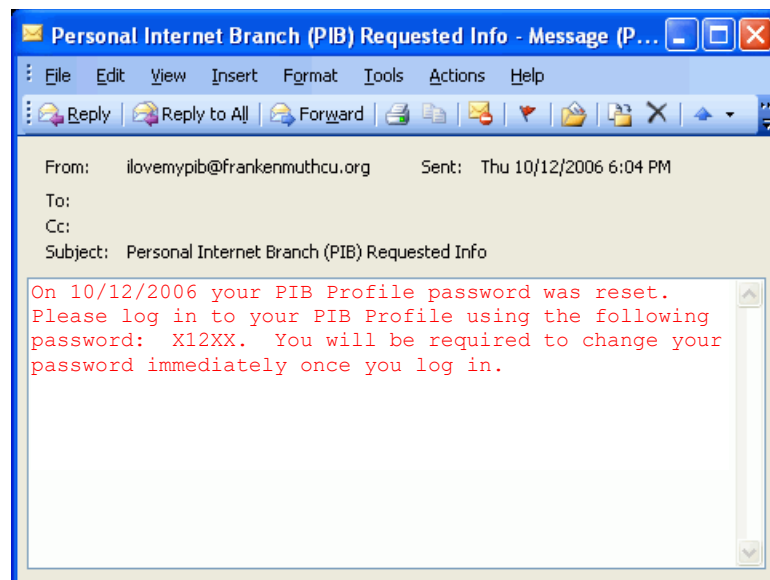 Personal Internet Branch (PIB) Requested Info - Message (P...
File Edit View Insert Format Tools Actions Help
Reply Reply to All Forward
From: ilovemypib@frankenmuthcu.org Sent: Thu 10/12/2006 6:04 PM
To:
Cc:
Subject: Personal Internet Branch (PIB) Requested Info
On 10/12/2006 your PIB Profile password was reset.
Please log in to your PIB Profile using the following
password: X12XX. You will be required to change your
password immediately once you log in.